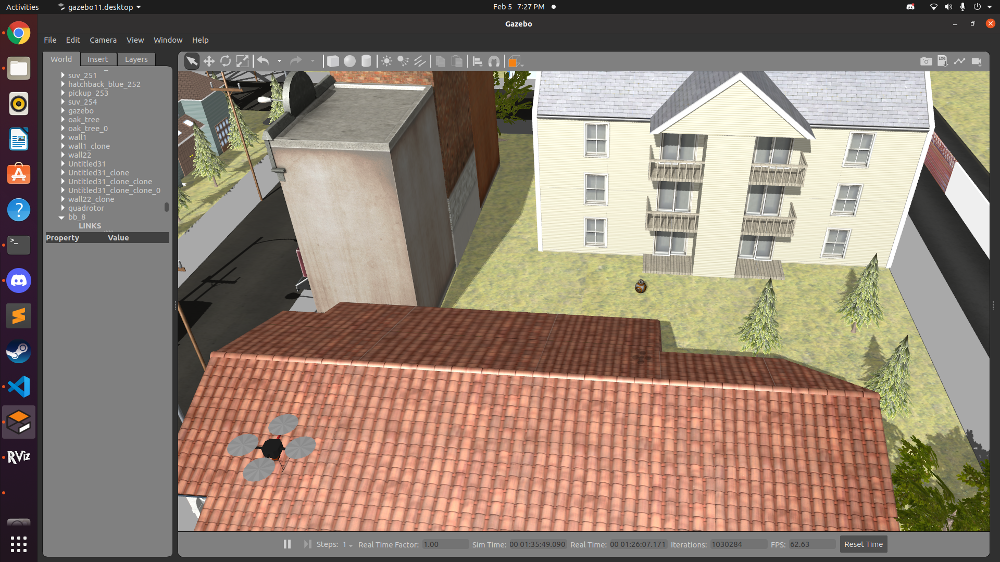 Activities
gazebo11.desktop
Feb 5 7:27 PM
Gazebo
File Edit Camera View Window Help
World Insert Layers
suv_251
hatchback_blue_252
pickup_253
suv_254
gazebo
oak_tree
oak_tree_0
wall1
wall1_clone
wall22
Untitled31
Untitled31_clone
Untitled31_clone_clone
Untitled31_clone_clone_0
wall22_clone
quadrotor
bb_8
LINKS
Property Value
LOG
RViz
Steps: 1 Real Time Factor: 1.00 Sim Time: 00 01:35:49.090 Real Time: 00 01:26:07.171 Iterations: 1030284 FPS: 62.63 Reset Time